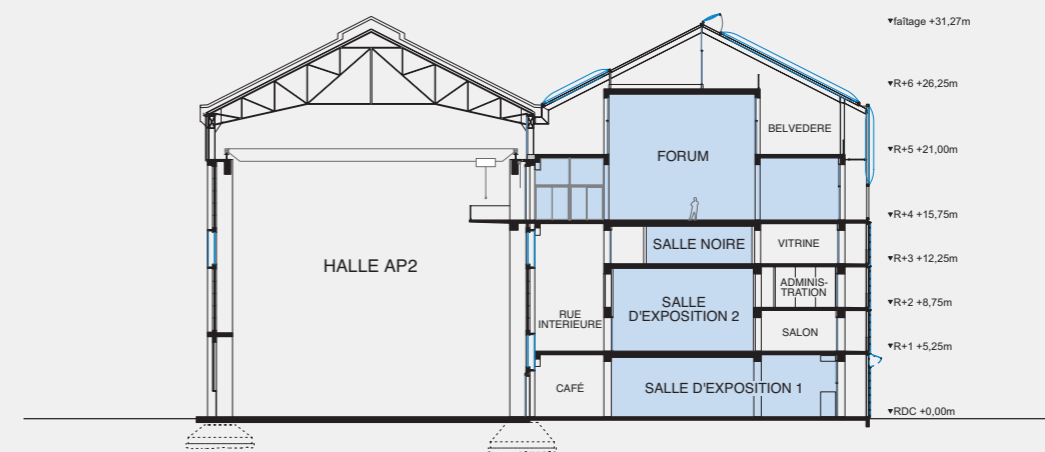 ▾faîtage +31,27m
▾R+6 +26,25m
BELVEDERE
▾R+5 +21,00m
FORUM
▾R+4 +15,75m
SALLE NOIRE
VITRINE
▾R+3 +12,25m
HALLE AP2
ADMINIS-
TRATION
▾R+2 +8,75m
SALLE
D'EXPOSITION 2
RUE
INTERIEURE
SALON
▾R+1 +5,25m
CAFÉ
SALLE D'EXPOSITION 1
▾RDC +0,00m